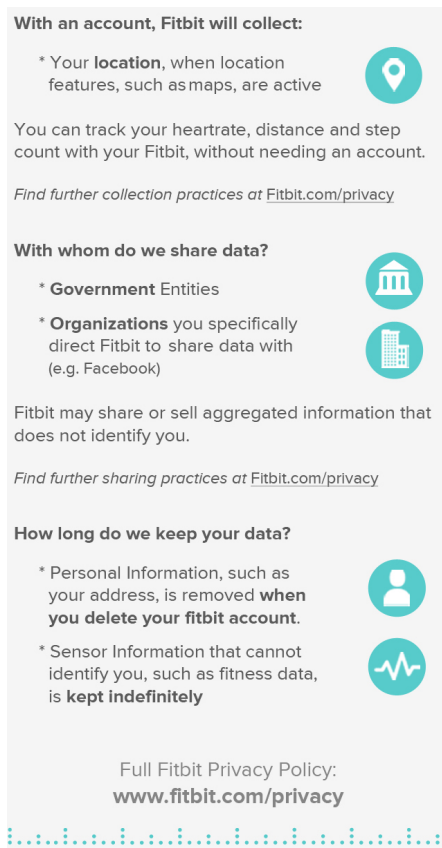 With an account, Fitbit will collect:
* Your location, when location
features, such as maps, are active
You can track your heartrate, distance and step
count with your Fitbit, without needing an account.
Find further collection practices at Fitbit.com/privacy
With whom do we share data?
* Government Entities
* Organizations you specifically
direct Fitbit to share data with
(e.g. Facebook)
Fitbit may share or sell aggregated information that
does not identify you.
Find further sharing practices at Fitbit.com/privacy
How long do we keep your data?
* Personal Information, such as
your address, is removed when
you delete your fitbit account.
* Sensor Information that cannot
identify you, such as fitness data,
is kept indefinitely
Full Fitbit Privacy Policy:
www.fitbit.com/privacy